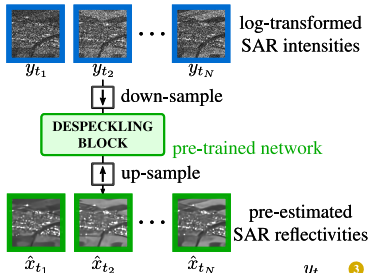 log-transformed
SAR intensities
y_{t_1} y_{t_2} ... y_{t_N}
down-sample
DESPECKLING
BLOCK
pre-trained network
up-sample
pre-estimated
SAR reflectivities
x̂_{t_1} x̂_{t_2} ... x̂_{t_N}
y_t 3